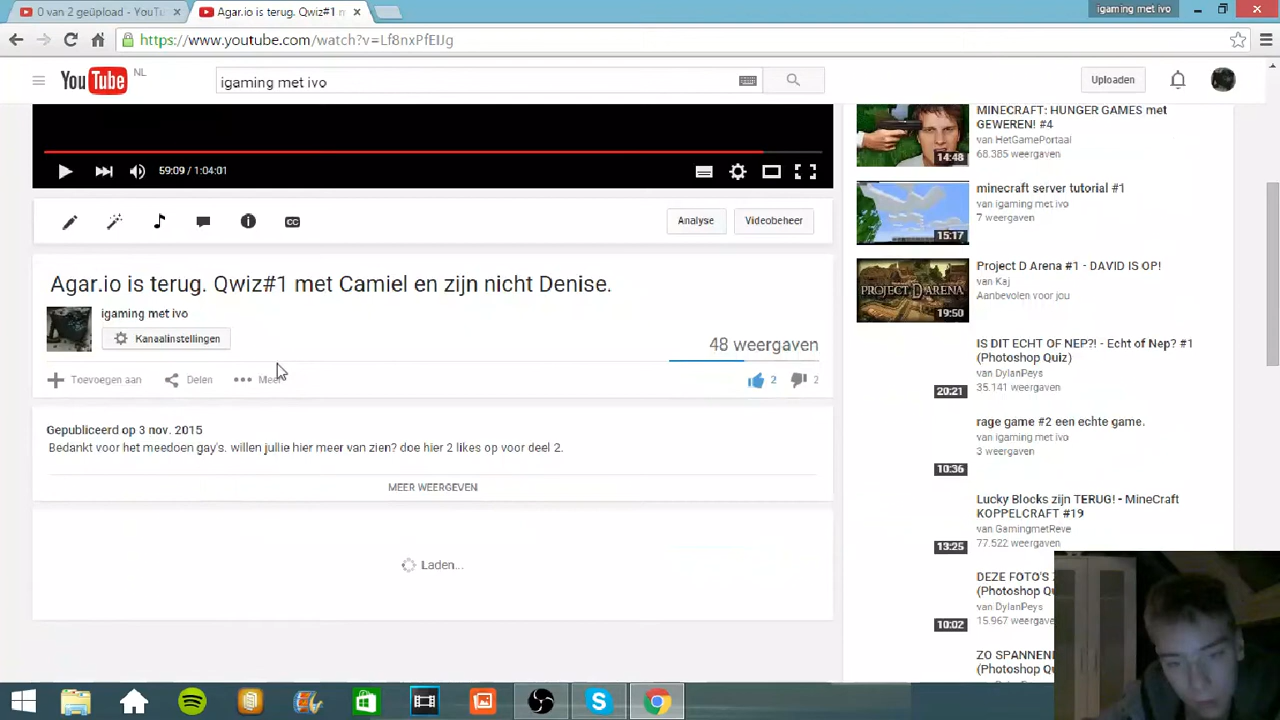 0 van 2 geüpload - YouTu
Agar.io is terug. Qwiz#1 m
igaming met ivo
https://www.youtube.com/watch?v=Lf8nxPfEIJg
YouTube NL
igaming met ivo
Uploaden
59:09 / 1:04:01
Analyse
Videobeheer
Agar.io is terug. Qwiz#1 met Camiel en zijn nicht Denise.
igaming met ivo
Kanaalinstellingen
48 weergaven
Toevoegen aan
Delen
Meer
2
2
Gepubliceerd op 3 nov. 2015
Bedankt voor het meedoen gay's. willen jullie hier meer van zien? doe hier 2 likes op voor deel 2.
MEER WEERGEVEN
Laden...
MINECRAFT: HUNGER GAMES met
GEWEREN! #4
van HetGamePortaal
68.385 weergaven
14:48
minecraft server tutorial #1
van igaming met ivo
7 weergaven
15:17
Project D Arena #1 - DAVID IS OP!
van Kaj
Aanbevolen voor jou
PROJECT D ARENA
19:50
IS DIT ECHT OF NEP?! - Echt of Nep? #1
(Photoshop Quiz)
van DylanPeys
35.141 weergaven
20:21
rage game #2 een echte game.
van igaming met ivo
3 weergaven
10:36
Lucky Blocks zijn TERUG! - MineCraft
KOPPELCRAFT #19
van GamingmetReve
77.522 weergaven
13:25
DEZE FOTO'S
(Photoshop Qu
van DylanPeys
15.967 weergave
10:02
ZO SPANNEN
(Photoshop Qu